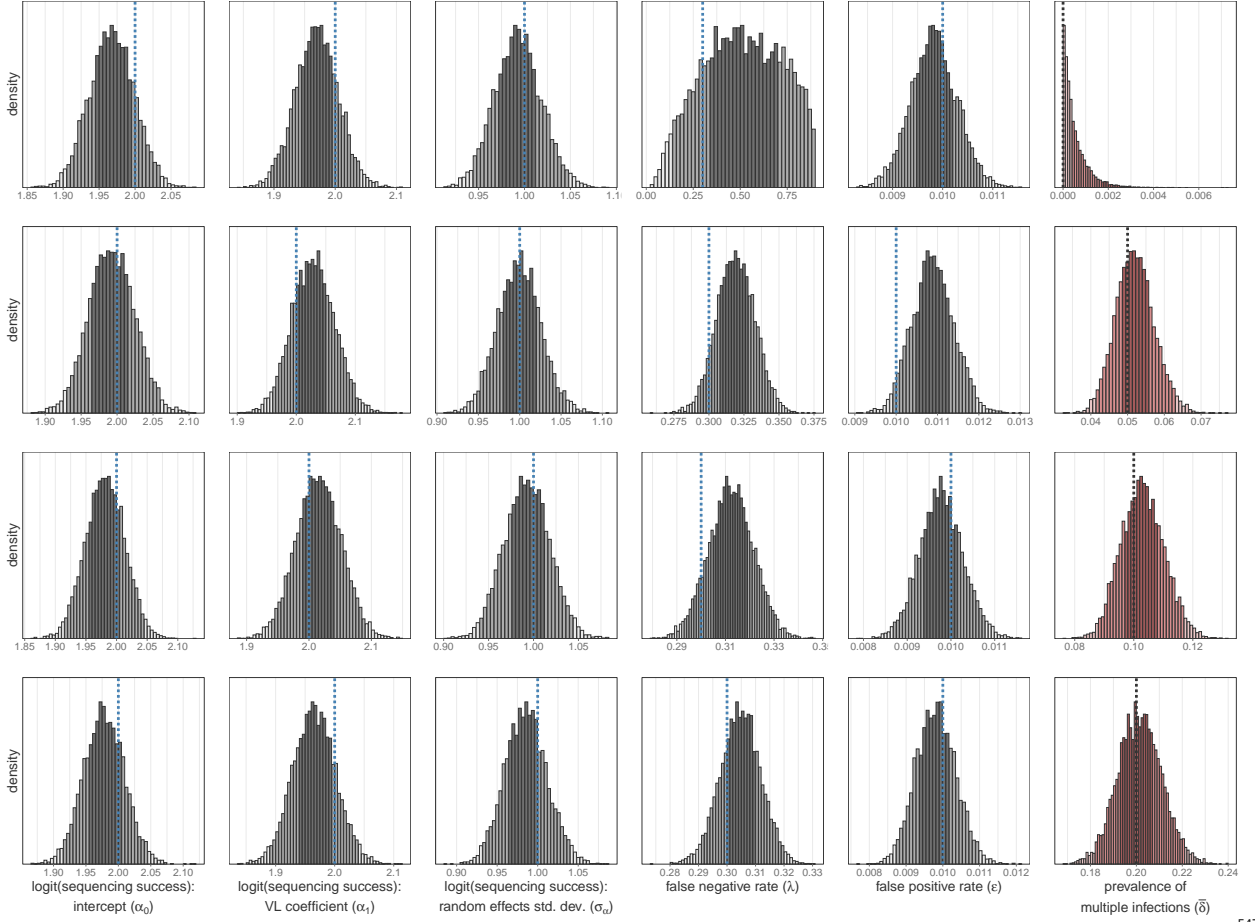 density
1.85 1.90 1.95 2.00 2.05
1.9 2.0 2.1
0.95 1.00 1.05 1.1
0.00 0.25 0.50 0.75
0.009 0.010 0.011
0.000 0.002 0.004 0.006
density
1.90 1.95 2.00 2.05 2.10
1.9 2.0 2.1
0.90 0.95 1.00 1.05 1.10
0.275 0.300 0.325 0.350 0.375
0.009 0.010 0.011 0.012 0.013
0.04 0.05 0.06 0.07
density
1.85 1.90 1.95 2.00 2.05 2.10
1.9 2.0 2.1
0.90 0.95 1.00 1.05
0.29 0.31 0.33
0.008 0.009 0.010 0.011
0.08 0.10 0.12
density
1.90 1.95 2.00 2.05 2.10
1.9 2.0 2.1
0.90 0.95 1.00 1.05
0.28 0.29 0.30 0.31 0.32 0.33
0.008 0.009 0.010 0.011 0.012
0.18 0.20 0.22 0.24
logit(sequencing success):
intercept (α0)
logit(sequencing success):
VL coefficient (α1)
logit(sequencing success):
random effects std. dev. (σα)
false negative rate (λ)
false positive rate (ε)
prevalence of
multiple infections (δ̅)